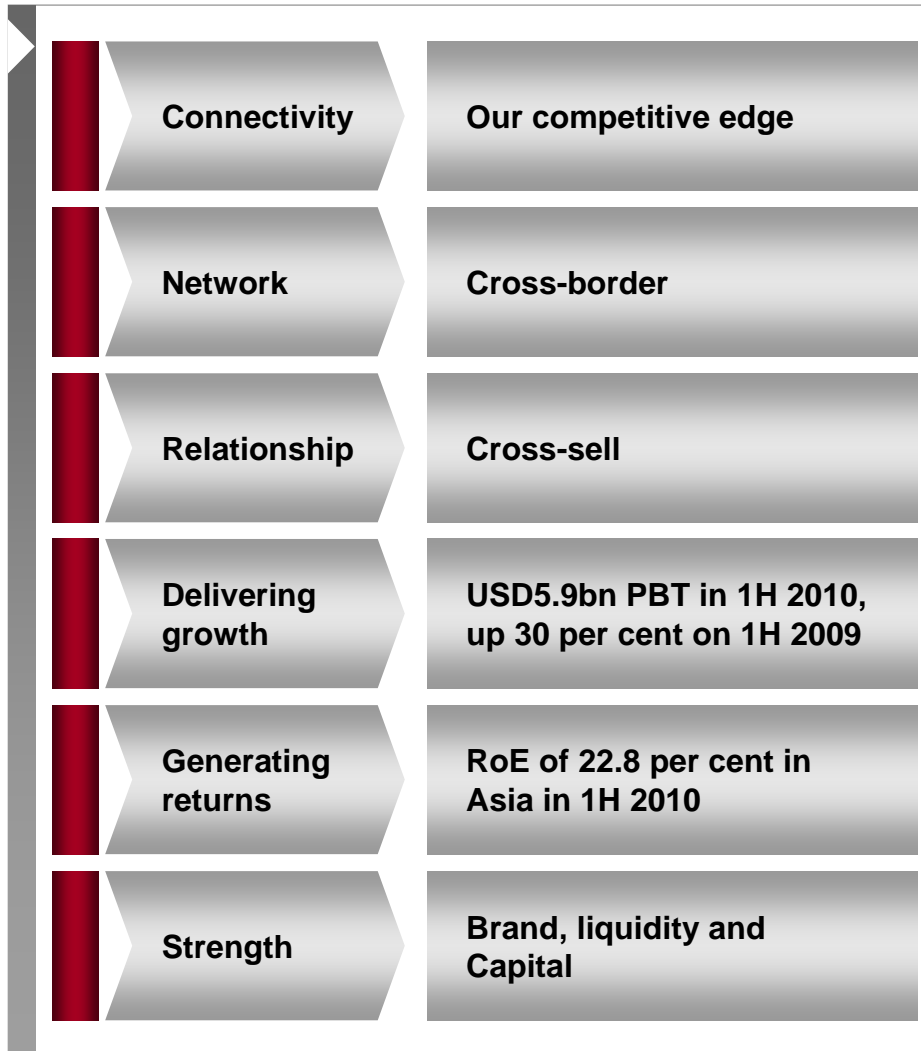 Connectivity
Our competitive edge
Network
Cross-border
Relationship
Cross-sell
Delivering
growth
USD5.9bn PBT in 1H 2010,
up 30 per cent on 1H 2009
Generating
returns
RoE of 22.8 per cent in
Asia in 1H 2010
Strength
Brand, liquidity and
Capital